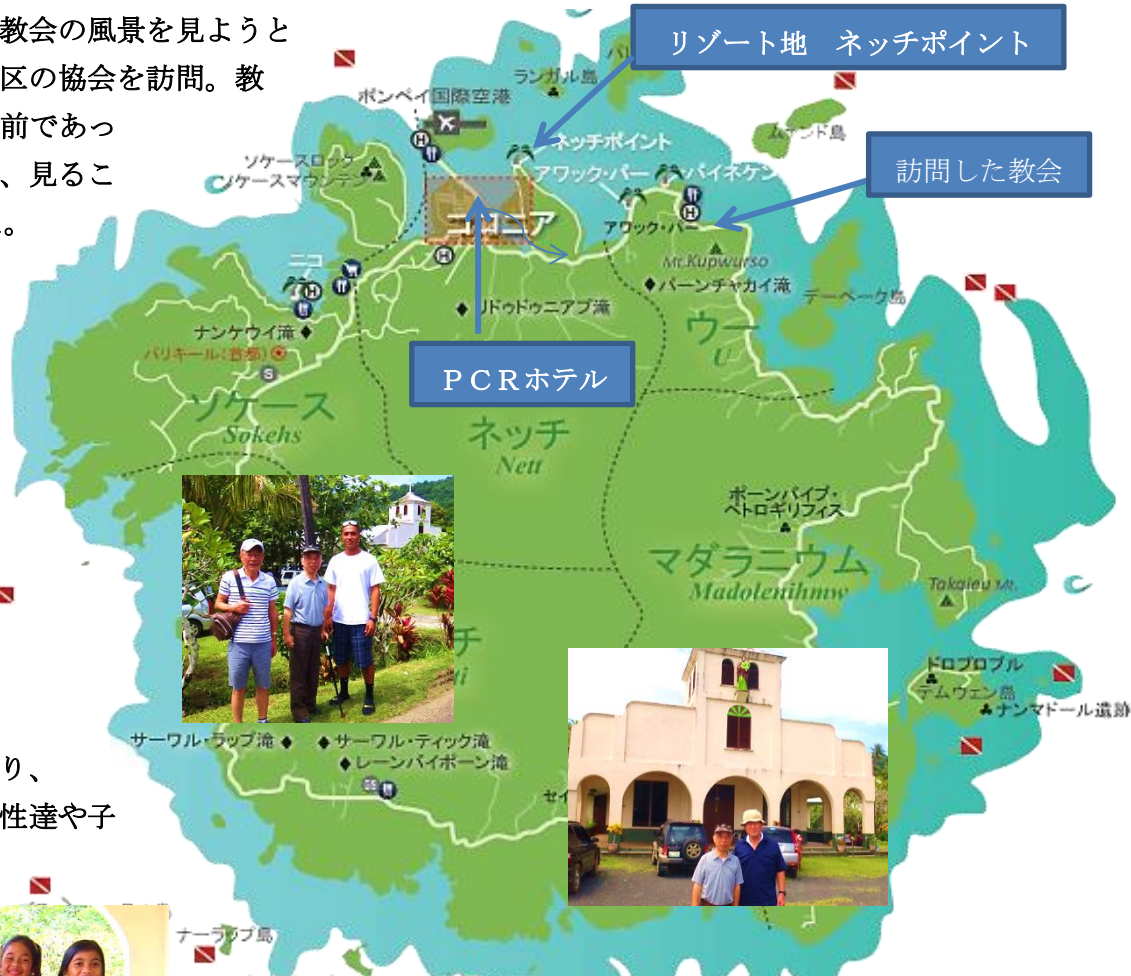 教会の風景を見ようと
区の協会を訪問。教
前であっ
、見るこ
。
リゾート地　ネッチポイント
訪問した教会
ＰＣＲホテル
ランガル島
ポンペイ国際空港
ネッチポイント
ソケースロック
ソケースマウンテン
アワック・バー
パイネケン
コロニア
アワック・バー
Mt.Kupwurso
パーンチャカイ滝
デーペーク島
ニコ
リドゥドゥニアプ滝
ナンケウイ滝
パリキール(首都)
S
ウー
U
ソケース
Sokehs
ネッチ
Nett
ポーンパイプ・
ペトログリフィス
マダラニウム
Madolenihmw
Takaieu Mt.
チ
ドロプロブル
テムウェン島
ナンマドール遺跡
サーワル・ラップ滝
サーワル・ティック滝
レーンパイポーン滝
GS
セイ
り、
性達や子
ナーラップ島